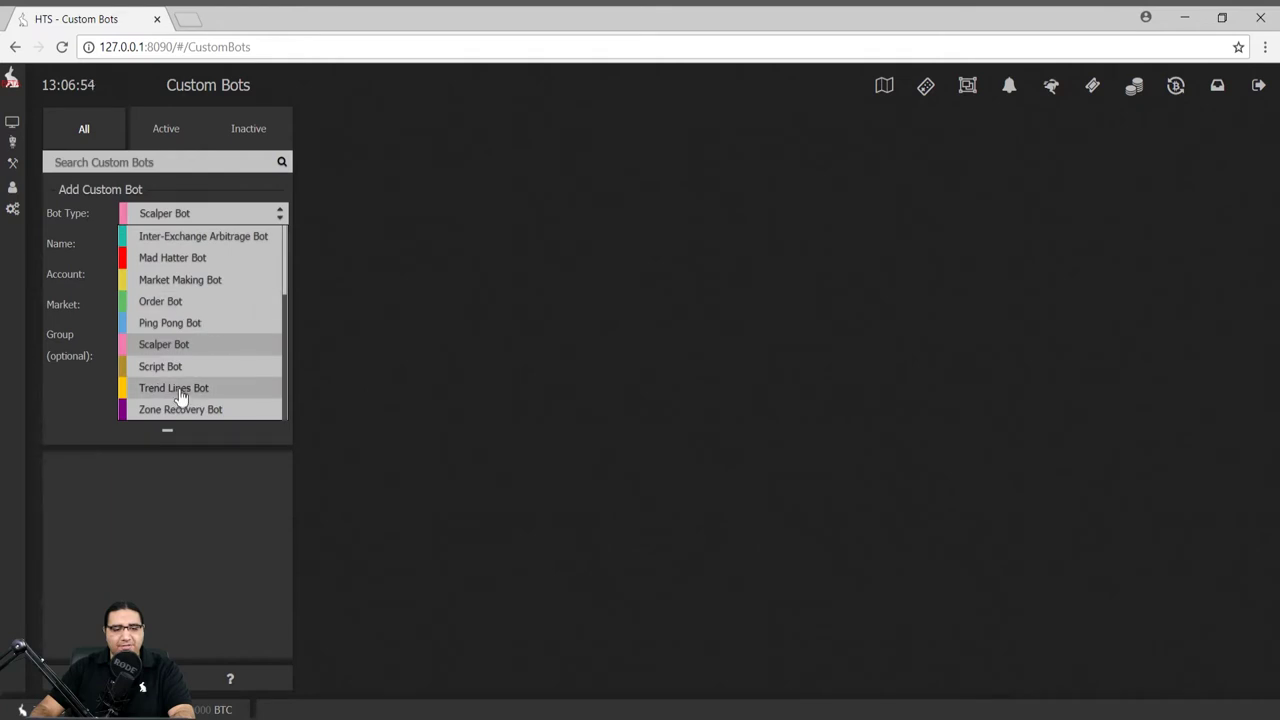 HTS - Custom Bots
127.0.0.1:8090/#/CustomBots
13:06:54
Custom Bots
All
Active
Inactive
Search Custom Bots
Add Custom Bot
Bot Type:
Scalper Bot
Inter-Exchange Arbitrage Bot
Name:
Mad Hatter Bot
Account:
Market Making Bot
Market:
Order Bot
Ping Pong Bot
Group
(optional):
Scalper Bot
Script Bot
Trend Lines Bot
Zone Recovery Bot
?
RODE
BTC